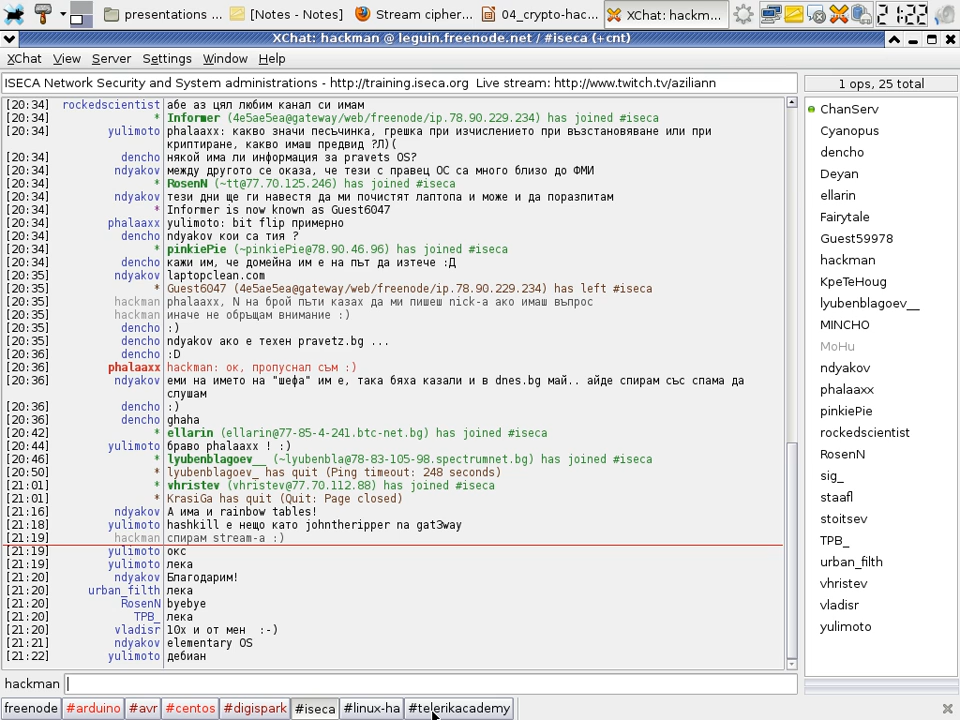 presentations ...
[Notes - Notes]
Stream cipher...
04_crypto-hac...
XChat: hackm...
21:22
XChat: hackman @ leguin.freenode.net / #iseca (+cnt)
XChat View Server Settings Window Help
ISECA Network Security and System administrations - http://training.iseca.org Live stream: http://www.twitch.tv/aziliann
1 ops, 25 total
[20:34] rockedscientist абе аз цял любим канал си имам
[20:34] * Informer (4e5ae5ea@gateway/web/freenode/ip.78.90.229.234) has joined #iseca
[20:34] yulimoto phalaaxx: какво значи песъчинка, грешка при изчислението при възстановяване или при
криптиране, какво имаш предвид ?Л)(
[20:34] dencho някой има ли информация за pravets OS?
[20:34] ndyakov между другото се оказа, че тези с правец ОС са много близо до ФМИ
[20:34] * RosenN (~tt@77.70.125.246) has joined #iseca
[20:34] ndyakov тези дни ще ги навестя да ми почистят лаптопа и може и да поразпитам
[20:34] * Informer is now known as Guest6047
[20:34] phalaaxx yulimoto: bit flip примерно
[20:34] dencho ndyakov кои са тия ?
[20:34] * pinkiePie (~pinkiePie@78.90.46.96) has joined #iseca
[20:34] dencho кажи им, че домейна им е на път да изтече :Д
[20:35] ndyakov laptopclean.com
[20:35] * Guest6047 (4e5ae5ea@gateway/web/freenode/ip.78.90.229.234) has left #iseca
[20:35] hackman phalaaxx, N на брой пъти казах да ми пишеш nick-а ако имаш въпрос
[20:35] hackman иначе не обръщам внимание :)
[20:35] dencho :)
[20:35] dencho ndyakov ако е техен pravetz.bg ...
[20:36] dencho :D
[20:36] phalaaxx hackman: ок, пропуснал съм :)
[20:36] ndyakov еми на името на "шефа" им е, така бяха казали и в dnes.bg май.. айде спирам със спама да
слушам
[20:36] dencho :)
[20:36] dencho ghaha
[20:42] * ellarin (ellarin@77-85-4-241.btc-net.bg) has joined #iseca
[20:44] yulimoto браво phalaaxx ! :)
[20:46] * lyubenblagoev__ (~lyubenbla@78-83-105-98.spectrumnet.bg) has joined #iseca
[20:50] * lyubenblagoev_ has quit (Ping timeout: 248 seconds)
[21:01] * vhristev (vhristev@77.70.112.88) has joined #iseca
[21:01] * KrasiGa has quit (Quit: Page closed)
[21:16] ndyakov А има и rainbow tables!
[21:18] yulimoto hashkill е нещо като johntheripper na gat3way
[21:19] hackman спирам stream-а :)
[21:19] yulimoto окс
[21:19] yulimoto лека
[21:20] ndyakov Благодарим!
[21:20] urban_filth лека
[21:20] RosenN byebye
[21:20] TPB_ лека
[21:20] vladisr 10x и от мен :-)
[21:21] ndyakov elementary OS
[21:22] yulimoto дебиан
ChanServ
Cyanopus
dencho
Deyan
ellarin
Fairytale
Guest59978
hackman
KpeTeHoug
lyubenblagoev__
MINCHO
MoHu
ndyakov
phalaaxx
pinkiePie
rockedscientist
RosenN
sig_
staafl
stoitsev
TPB_
urban_filth
vhristev
vladisr
yulimoto
hackman
freenode #arduino #avr #centos #digispark #iseca #linux-ha #telerikacademy